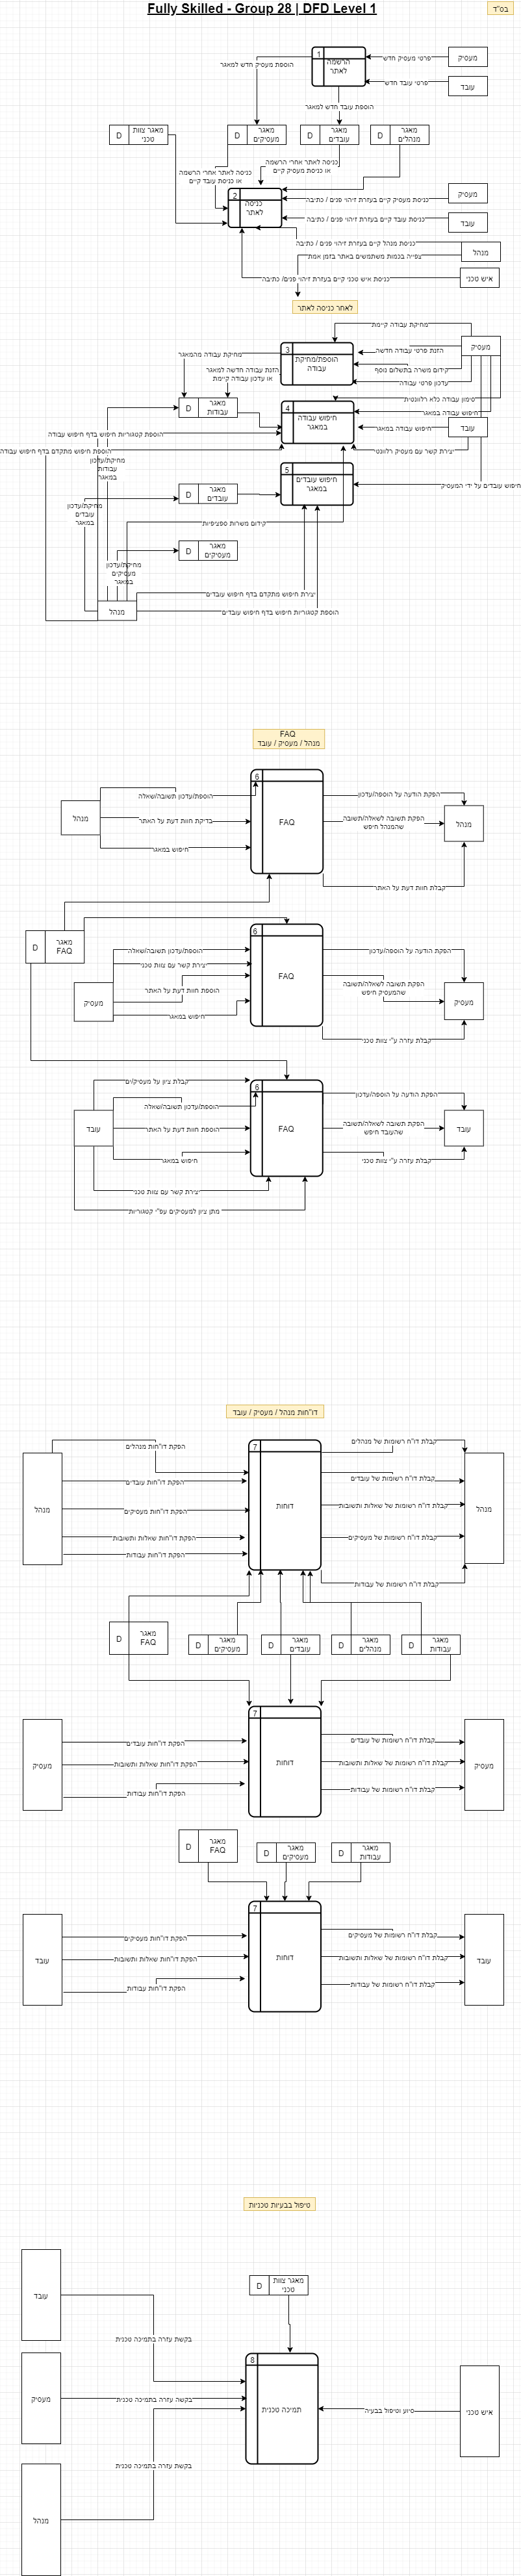 Fully Skilled - Group 28 | DFD Level 1
בס"ד
1
הרשמה
לאתר
פרטי מעסיק חדש
מעסיק
פרטי עובד חדש
עובד
הוספת מעסיק חדש למאגר
הוספת עובד חדש למאגר
D
מאגר צוות
טכני
D
מאגר
מעסיקים
D
מאגר
עובדים
D
מאגר
מנהלים
כניסה לאתר אחרי הרשמה
או כניסת מעסיק קיים
כניסה לאתר אחרי הרשמה
או כניסת עובד קיים
2
כניסה
לאתר
כניסת מעסיק קיים בעזרת זיהוי פנים / כתיבה
מעסיק
כניסת עובד קיים בעזרת זיהוי פנים / כתיבה
עובד
כניסת מנהל קיים בעזרת זיהוי פנים / כתיבה
מנהל
צפייה בכמות משתמשים באתר בזמן אמת
כניסת איש טכני קיים בעזרת זיהוי פנים/ כתיבה
איש טכני
לאחר כניסה לאתר
מחיקת עבודה קיימת
3
הוספת/מחיקת
עבודה
הזנת פרטי עבודה חדשה
מעסיק
מחיקת עבודה מהמאגר
קידום משרה בתשלום נוסף
הזנת עבודה חדשה למאגר
או עדכון עבודה קיימת
עדכון פרטי עבודה
D
מאגר
עבודות
4
חיפוש עבודה
במאגר
סימון עבודה כלא רלוונטית
חיפוש עבודה במאגר
חיפוש עבודה במאגר
עובד
הוספת קטגוריות חיפוש בדף חיפוש עבודה
הוספת חיפוש מתקדם בדף חיפוש עבודה
יצירת קשר עם מעסיק רלוונטי
מחיקת/עדכון
עבודות
במאגר
5
חיפוש עובדים
במאגר
חיפוש עובדים על ידי המעסיק
D
מאגר
עובדים
מחיקת/עדכון
עובדים
במאגר
קידום משרות ספציפיות
D
מאגר
מעסיקים
מחיקת/עדכון
מעסיקים
במאגר
מנהל
יצירת חיפוש מתקדם בדף חיפוש עובדים
הוספת קטגוריות חיפוש בדף חיפוש עובדים
FAQ
מנהל / מעסיק / עובד
6
FAQ
מנהל
הוספת/עדכון תשובה/שאלה
בדיקת חוות דעת על האתר
חיפוש במאגר
הפקת הודעה על הוספה/עדכון
הפקת תשובה לשאלה/תשובה
שהמנהל חיפש
מנהל
קבלת חוות דעת על האתר
D
מאגר
FAQ
6
FAQ
מעסיק
הוספת/עדכון תשובה/שאלה
יצירת קשר עם צוות טכני
הוספת חוות דעת על האתר
חיפוש במאגר
הפקת הודעה על הוספה/עדכון
הפקת תשובה לשאלה/תשובה
שהמעסיק חיפש
מעסיק
קבלת עזרה ע"י צוות טכני
6
FAQ
עובד
קבלת ציון על מעסיק/ים
הוספת/עדכון תשובה/שאלה
הוספת חוות דעת על האתר
חיפוש במאגר
יצירת קשר עם צוות טכני
מתן ציון למעסיקים עפ"י קטגוריות
הפקת הודעה על הוספה/עדכון
הפקת תשובה לשאלה/תשובה
שהעובד חיפש
עובד
קבלת עזרה ע"י צוות טכני
דו"חות מנהל / מעסיק / עובד
7
דוחות
מנהל
הפקת דו"חות מנהלים
הפקת דו"חות עובדים
הפקת דו"חות מעסיקים
הפקת דו"חות שאלות ותשובות
הפקת דו"חות עבודות
קבלת דו"ח רשומות של מנהלים
קבלת דו"ח רשומות של עובדים
קבלת דו"ח רשומות של שאלות ותשובות
קבלת דו"ח רשומות של מעסיקים
קבלת דו"ח רשומות של עבודות
מנהל
D
מאגר
FAQ
D
מאגר
מעסיקים
D
מאגר
עובדים
D
מאגר
מנהלים
D
מאגר
עבודות
7
דוחות
מעסיק
הפקת דו"חות עובדים
הפקת דו"חות שאלות ותשובות
הפקת דו"חות עבודות
קבלת דו"ח רשומות של עובדים
קבלת דו"ח רשומות של שאלות ותשובות
קבלת דו"ח רשומות של עבודות
מעסיק
D
מאגר
FAQ
D
מאגר
מעסיקים
D
מאגר
עבודות
7
דוחות
עובד
הפקת דו"חות מעסיקים
הפקת דו"חות שאלות ותשובות
הפקת דו"חות עבודות
קבלת דו"ח רשומות של מעסיקים
קבלת דו"ח רשומות של שאלות ותשובות
קבלת דו"ח רשומות של עבודות
עובד
טיפול בבעיות טכניות
עובד
D
מאגר צוות
טכני
בקשת עזרה בתמיכה טכנית
8
תמיכה טכנית
מעסיק
בקשה עזרה בתמיכה טכנית
סיוע וטיפול בבעיה
איש טכני
בקשת עזרה בתמיכה טכנית
מנהל